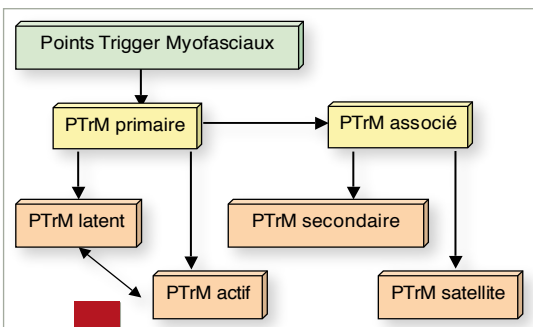 Points Trigger Myofasciaux
PTrM primaire
PTrM associé
PTrM latent
PTrM secondaire
PTrM actif
PTrM satellite